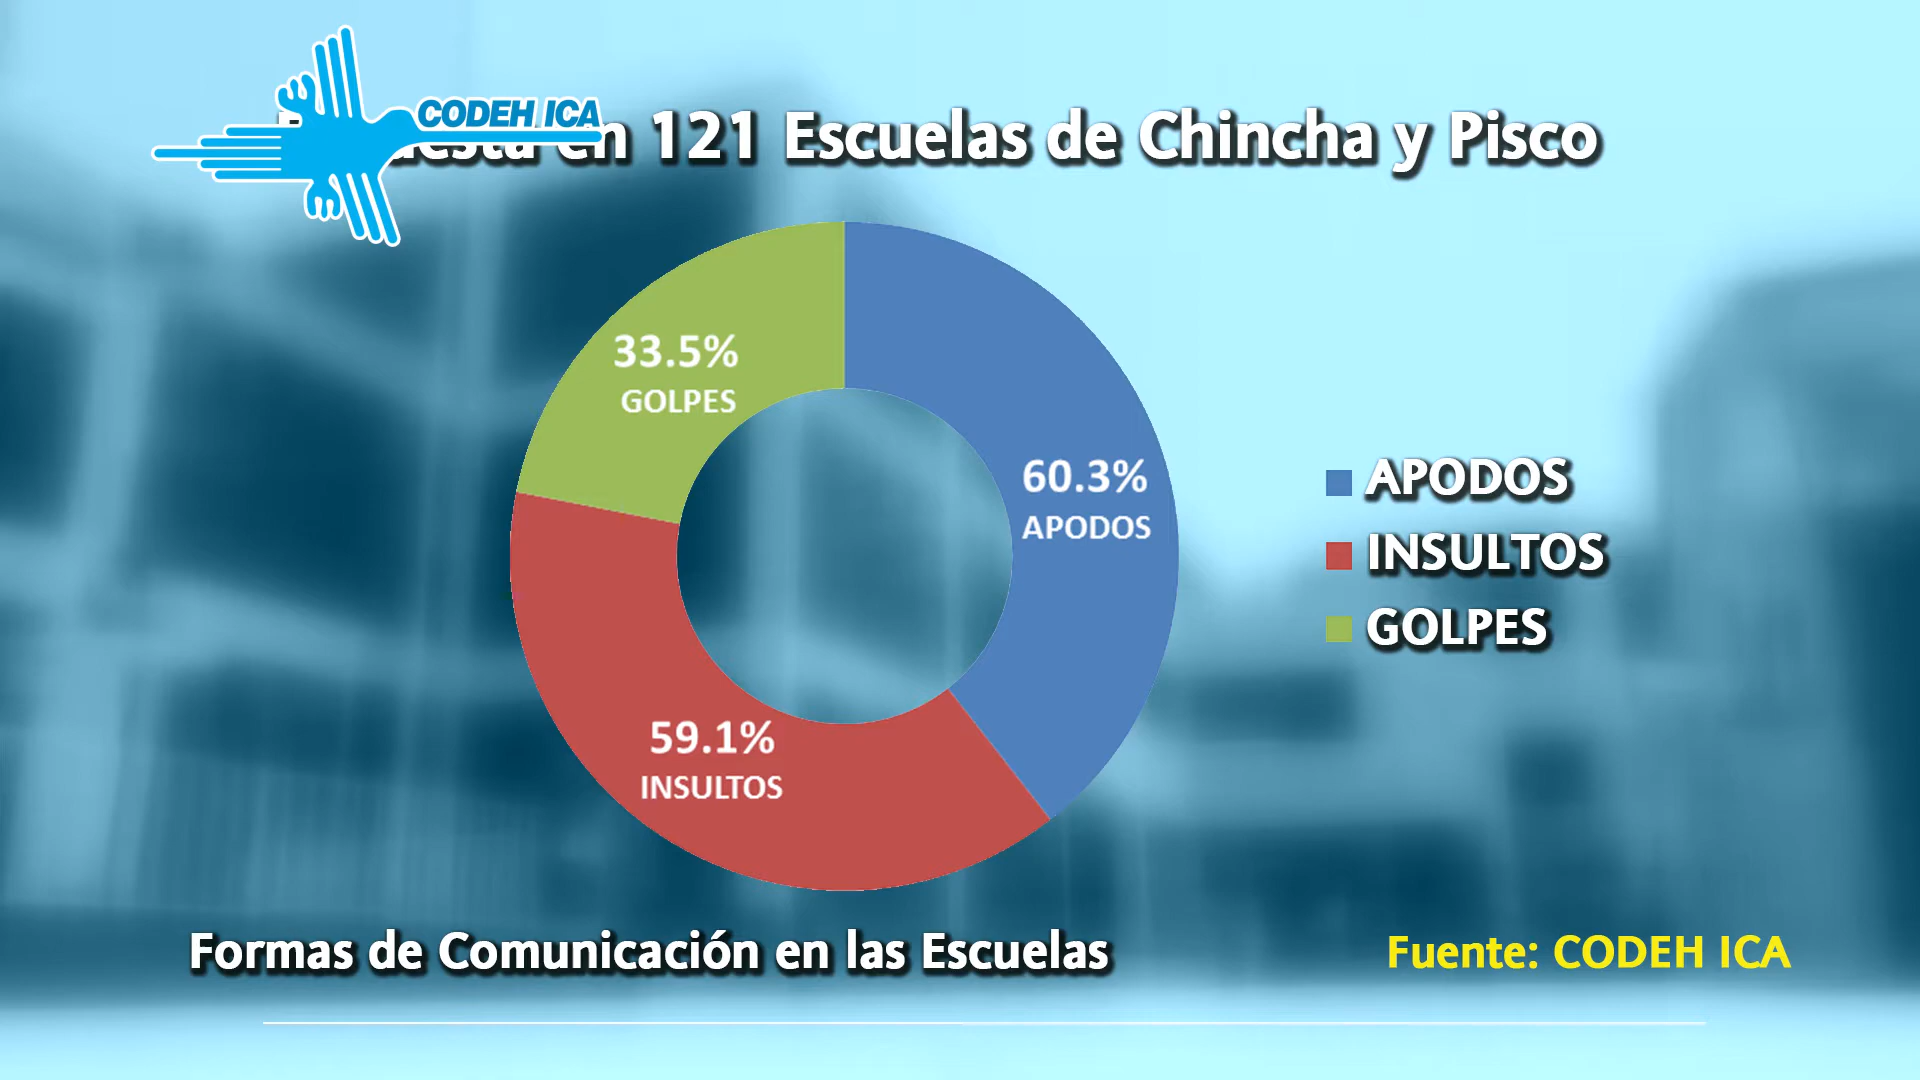 CODEH ICA
en 121 Escuelas de Chincha y Pisco
33.5%
GOLPES
60.3%
APODOS
59.1%
INSULTOS
APODOS
INSULTOS
GOLPES
Formas de Comunicación en las Escuelas
Fuente: CODEH ICA